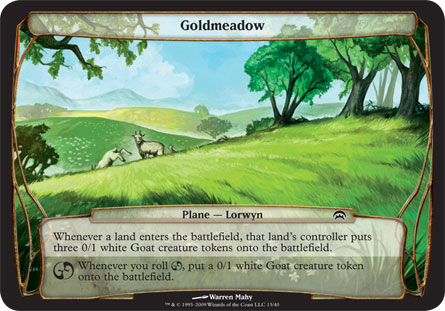 Goldmeadow
Plane — Lorwyn
Whenever a land enters the battlefield, that land's controller puts
three 0/1 white Goat creature tokens onto the battlefield.
Whenever you roll , put a 0/1 white Goat creature token
onto the battlefield.
Warren Mahy
™ & © 1993-2009 Wizards of the Coast LLC 13/40